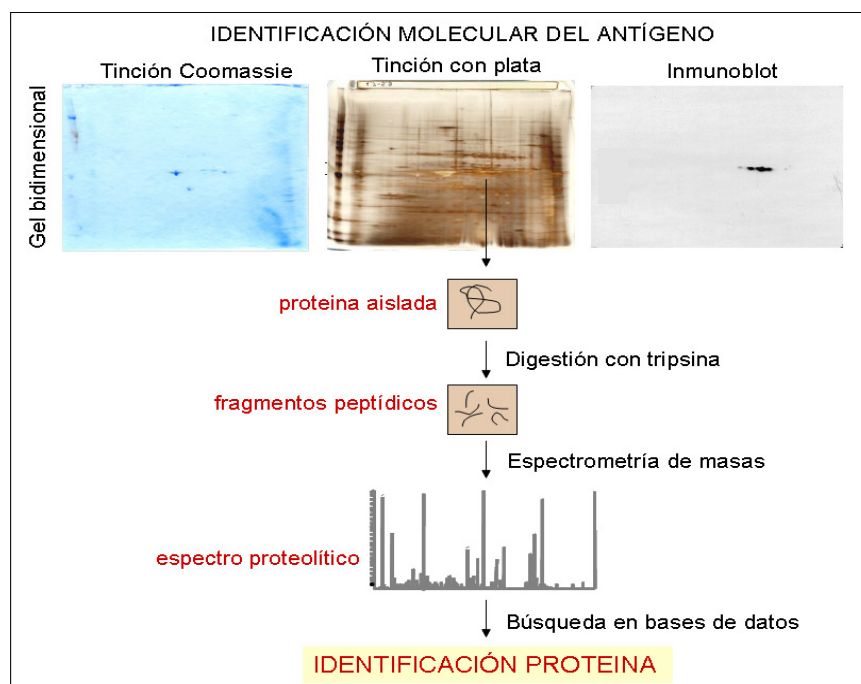 IDENTIFICACIÓN MOLECULAR DEL ANTÍGENO
Tinción Coomassie
Tinción con plata
Inmunoblot
Gel bidimensional
proteina aislada
Digestión con tripsina
fragmentos peptídicos
Espectrometría de masas
espectro proteolítico
Búsqueda en bases de datos
IDENTIFICACIÓN PROTEINA